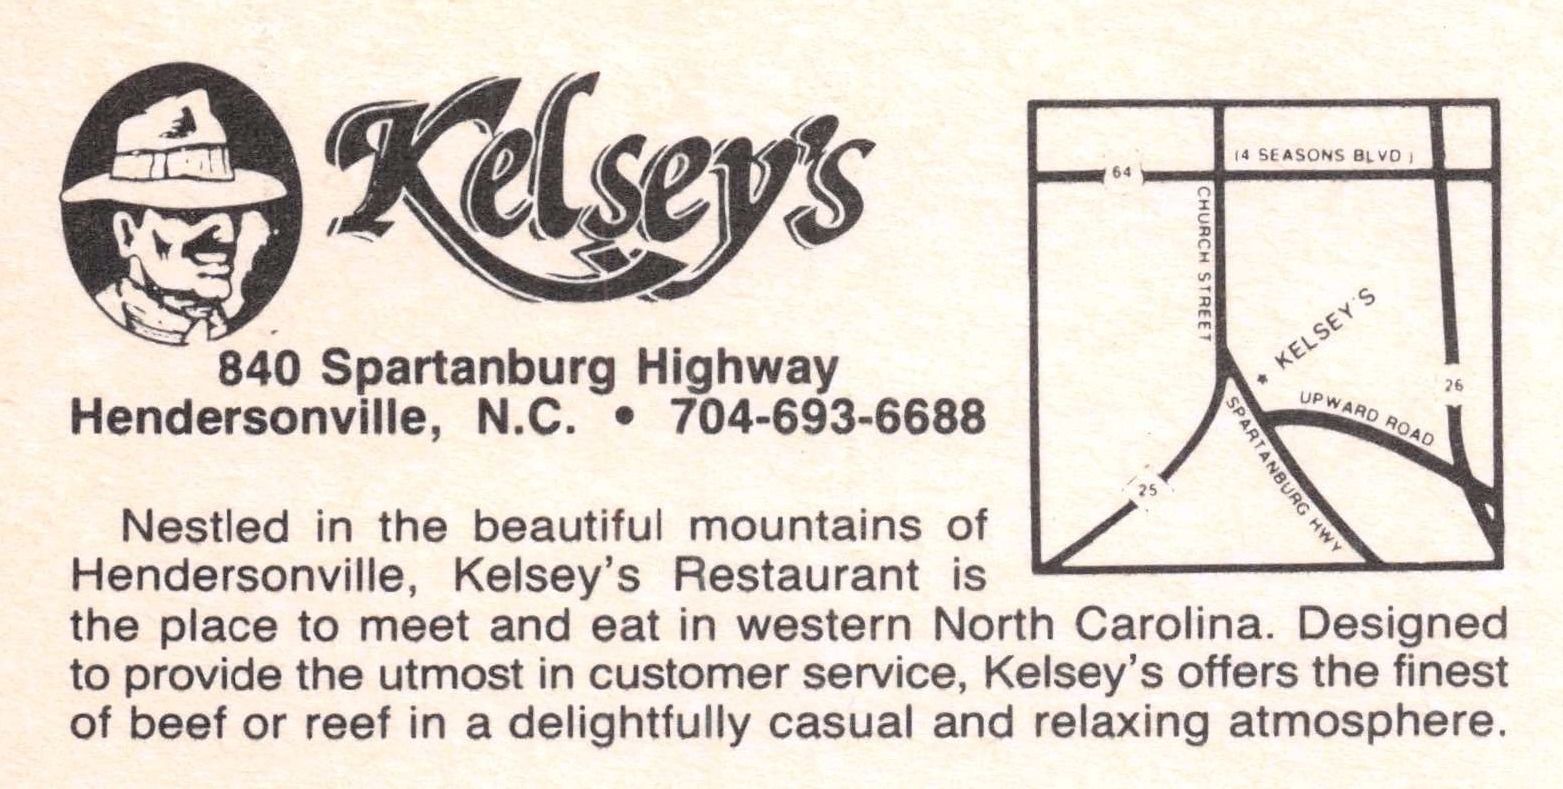 Kelsey's
840 Spartanburg Highway
Hendersonville, N.C. • 704-693-6688
Nestled in the beautiful mountains of
Hendersonville, Kelsey's Restaurant is
the place to meet and eat in western North Carolina. Designed
to provide the utmost in customer service, Kelsey's offers the finest
of beef or reef in a delightfully casual and relaxing atmosphere.
(4 SEASONS BLVD)
64
CHURCH STREET
KELSEY'S
26
UPWARD ROAD
SPARTANBURG HWY
25